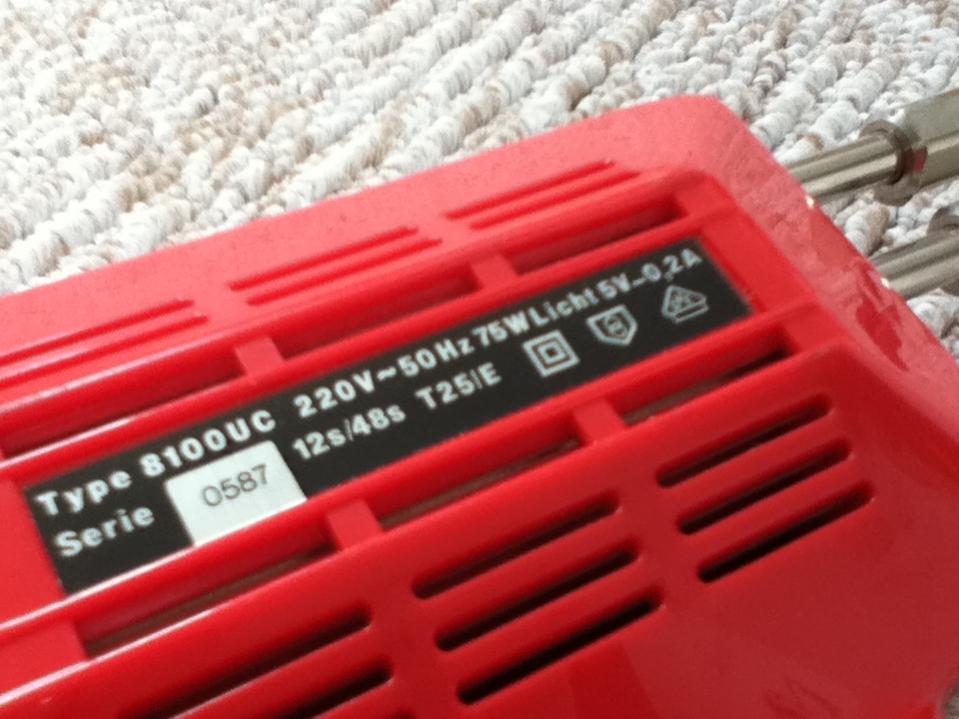 Type 8100UC 220V~50Hz 75W Licht 5V-0,2A
Serie 0587 12s/48s T25/E